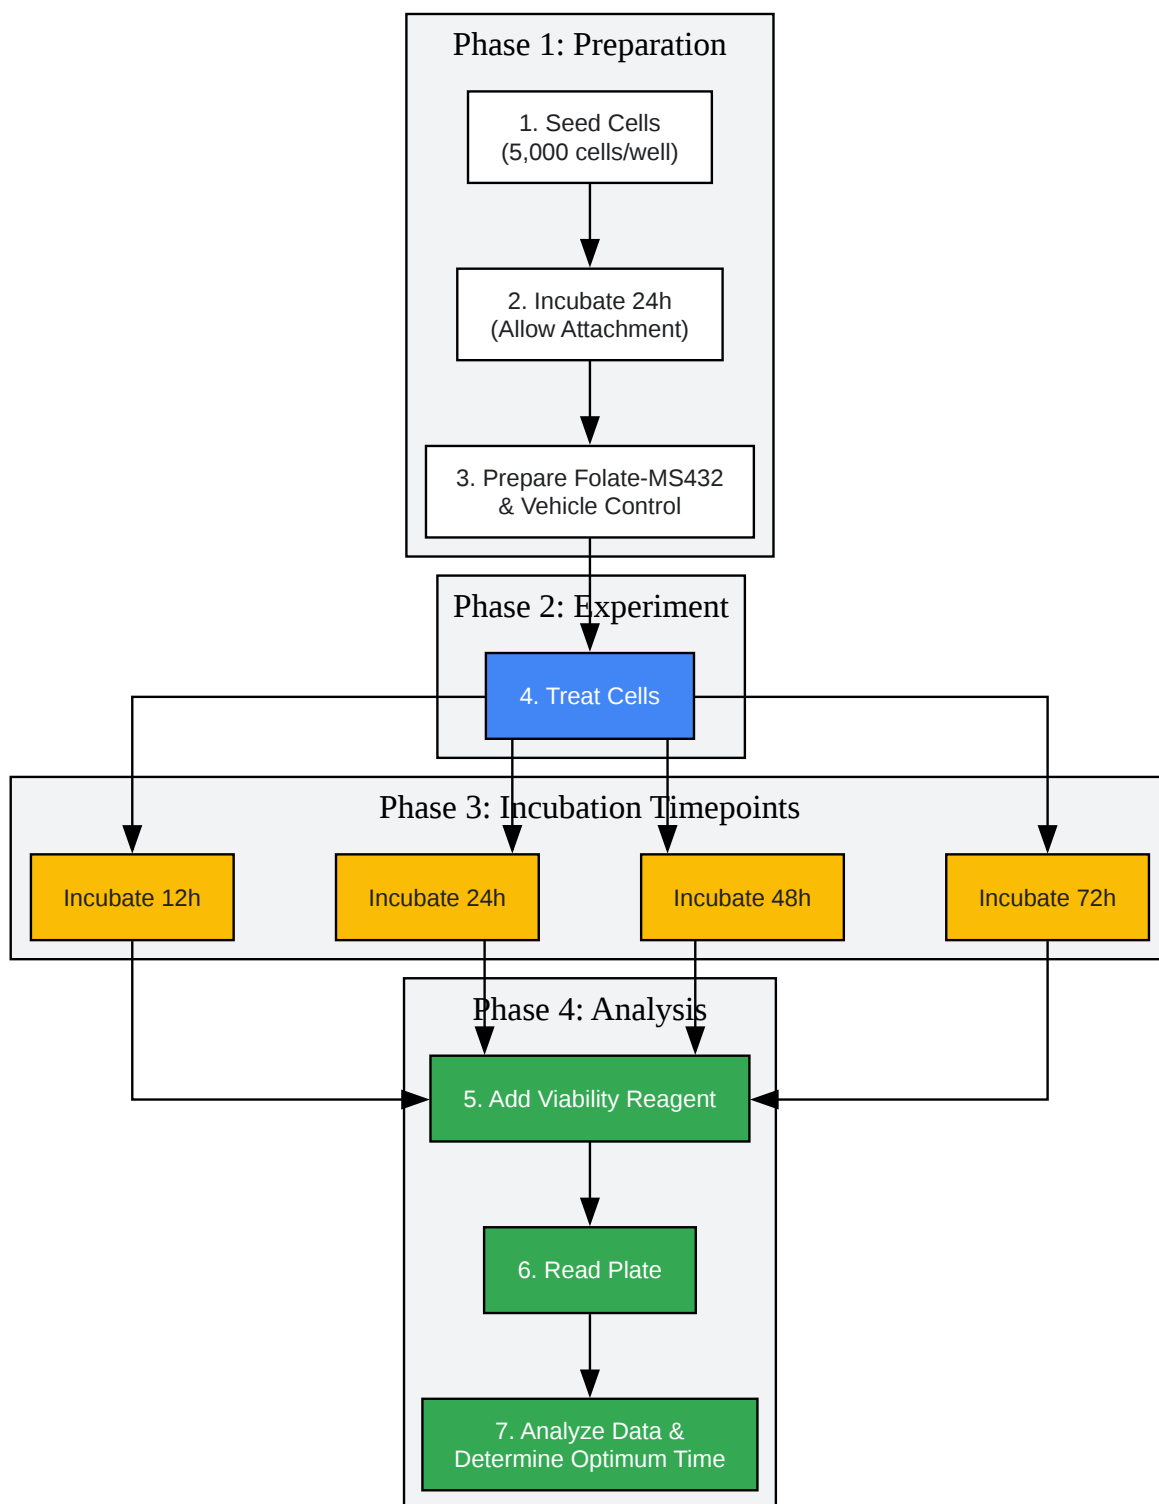 Phase 1: Preparation
1. Seed Cells
(5,000 cells/well)
2. Incubate 24h
(Allow Attachment)
3. Prepare Folate-MS432
& Vehicle Control
Phase 2: Experiment
4. Treat Cells
Phase 3: Incubation Timepoints
Incubate 12h
Incubate 24h
Incubate 48h
Incubate 72h
Phase 4: Analysis
5. Add Viability Reagent
6. Read Plate
7. Analyze Data &
Determine Optimum Time